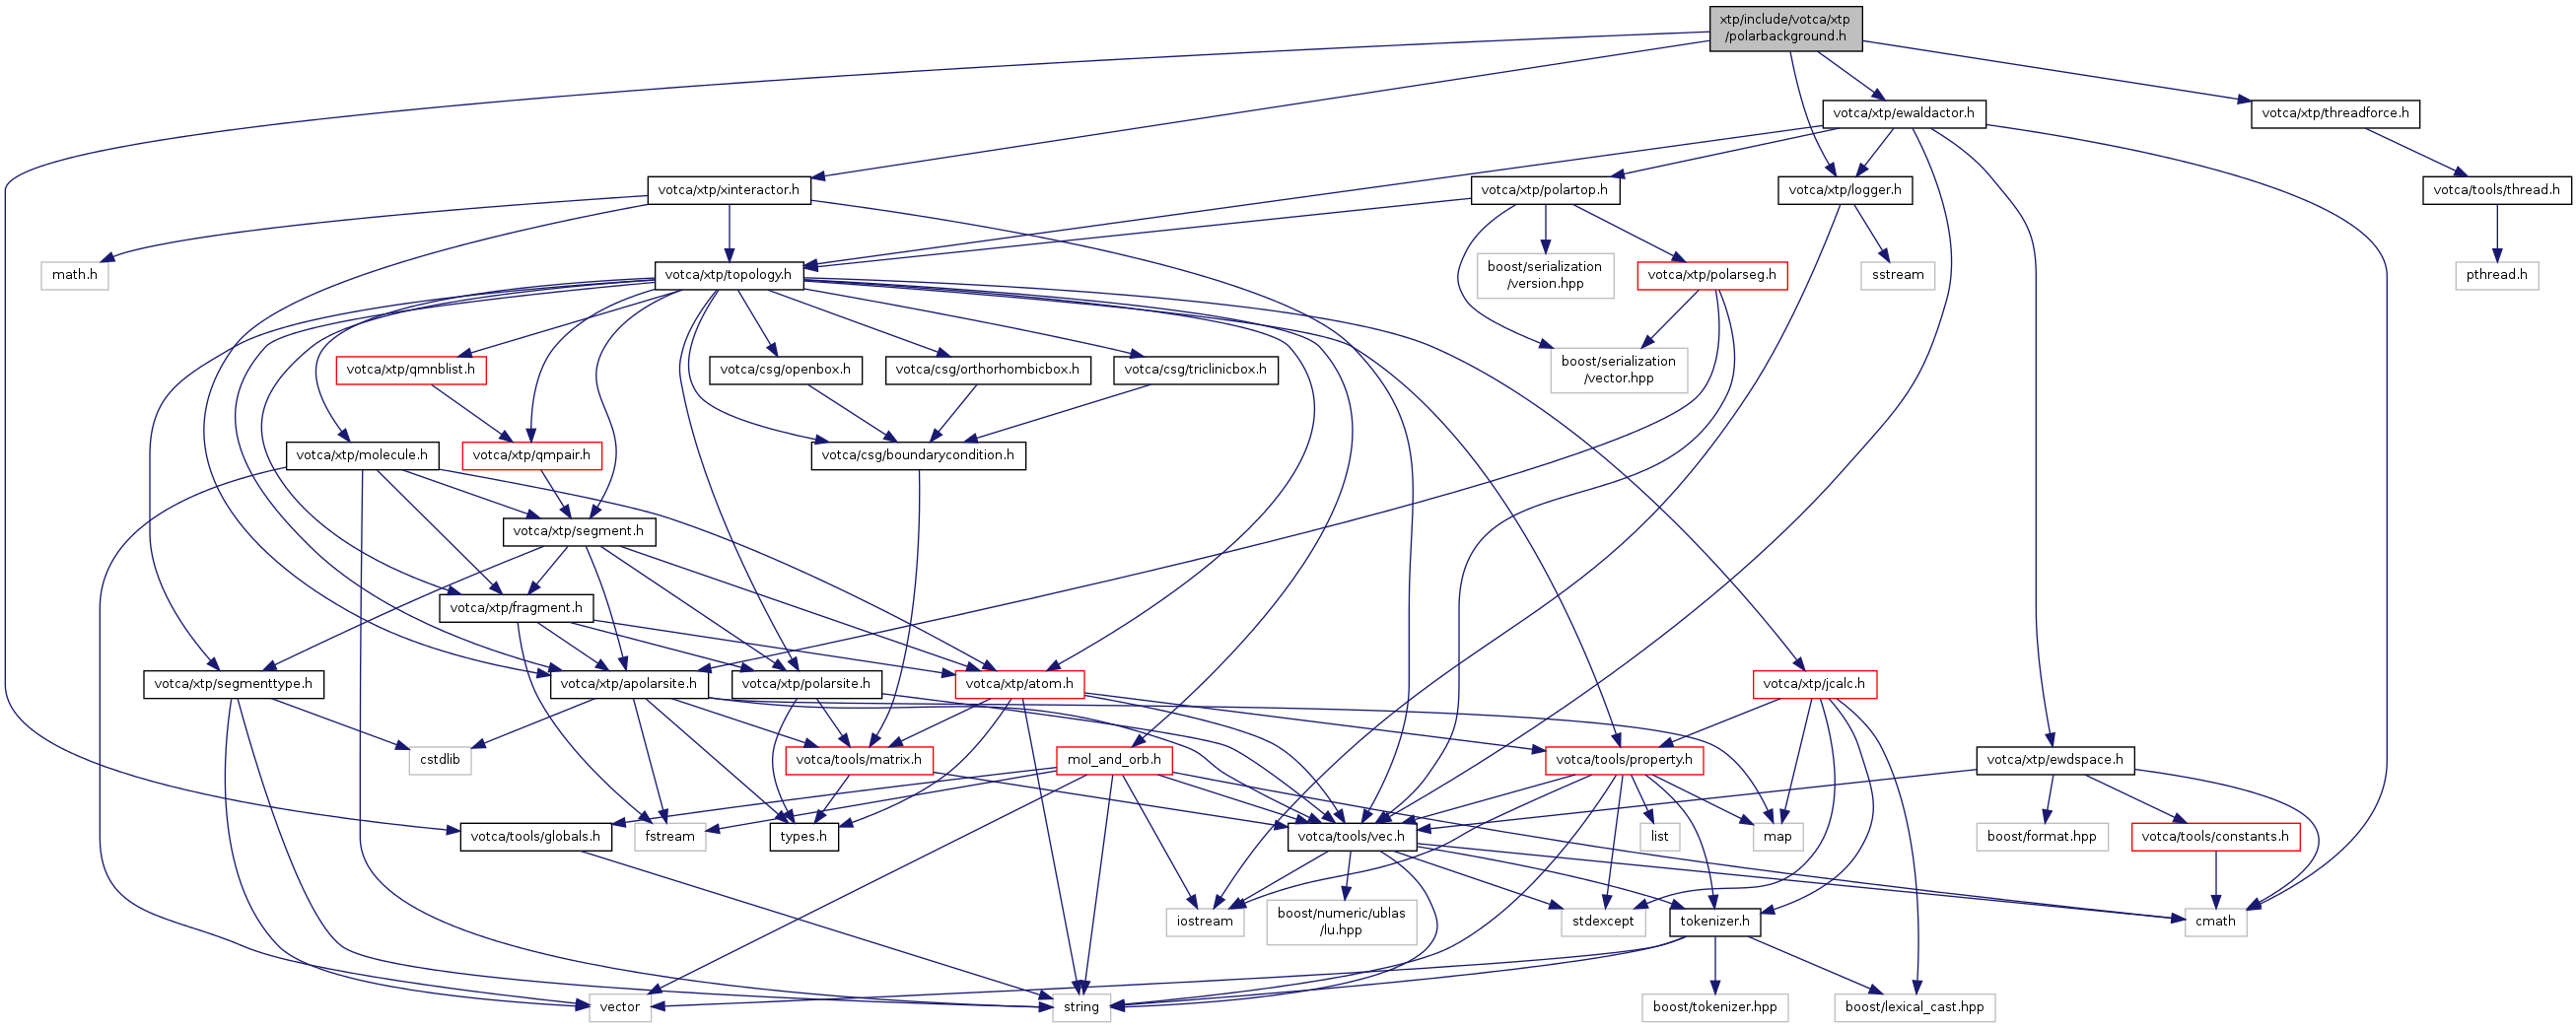 xtp/include/votca/xtp
/polarbackground.h
votca/xtp/ewaldactor.h
votca/xtp/threadforce.h
votca/xtp/xinteractor.h
votca/xtp/polartop.h
votca/xtp/logger.h
votca/tools/thread.h
math.h
votca/xtp/topology.h
boost/serialization
/version.hpp
votca/xtp/polarseg.h
sstream
pthread.h
votca/xtp/qmnblist.h
votca/csg/openbox.h
votca/csg/orthorhombicbox.h
votca/csg/triclinicbox.h
boost/serialization
/vector.hpp
votca/xtp/molecule.h
votca/xtp/qmpair.h
votca/csg/boundarycondition.h
votca/xtp/segment.h
votca/xtp/fragment.h
votca/xtp/segmenttype.h
votca/xtp/apolarsite.h
votca/xtp/polarsite.h
votca/xtp/atom.h
votca/xtp/jcalc.h
cstdlib
votca/tools/matrix.h
mol_and_orb.h
votca/tools/property.h
votca/xtp/ewdspace.h
votca/tools/globals.h
fstream
types.h
votca/tools/vec.h
list
map
boost/format.hpp
votca/tools/constants.h
iostream
boost/numeric/ublas
/lu.hpp
stdexcept
tokenizer.h
cmath
vector
string
boost/tokenizer.hpp
boost/lexical_cast.hpp